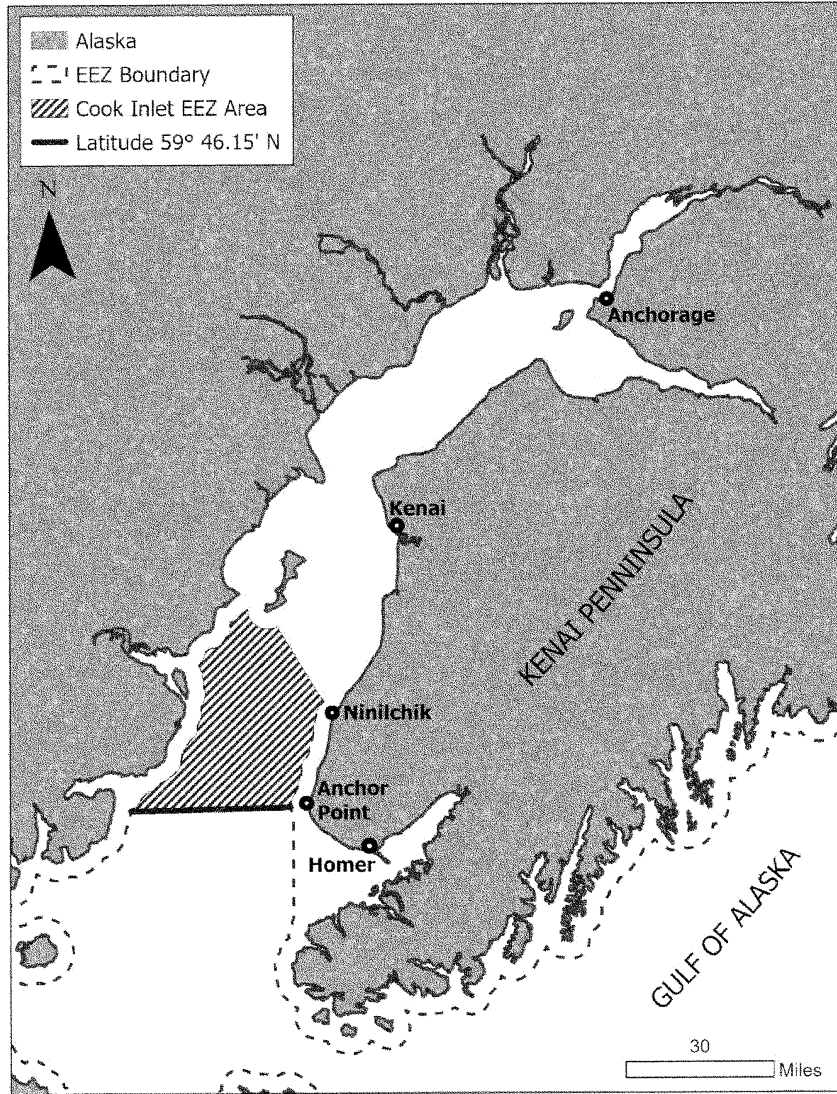 Alaska
EEZ Boundary
Cook Inlet EEZ Area
Latitude 59° 46.15' N
N
Anchorage
Kenai
KENAI PENNINSULA
Ninilchik
Anchor
Point
Homer
GULF OF ALASKA
30
Miles